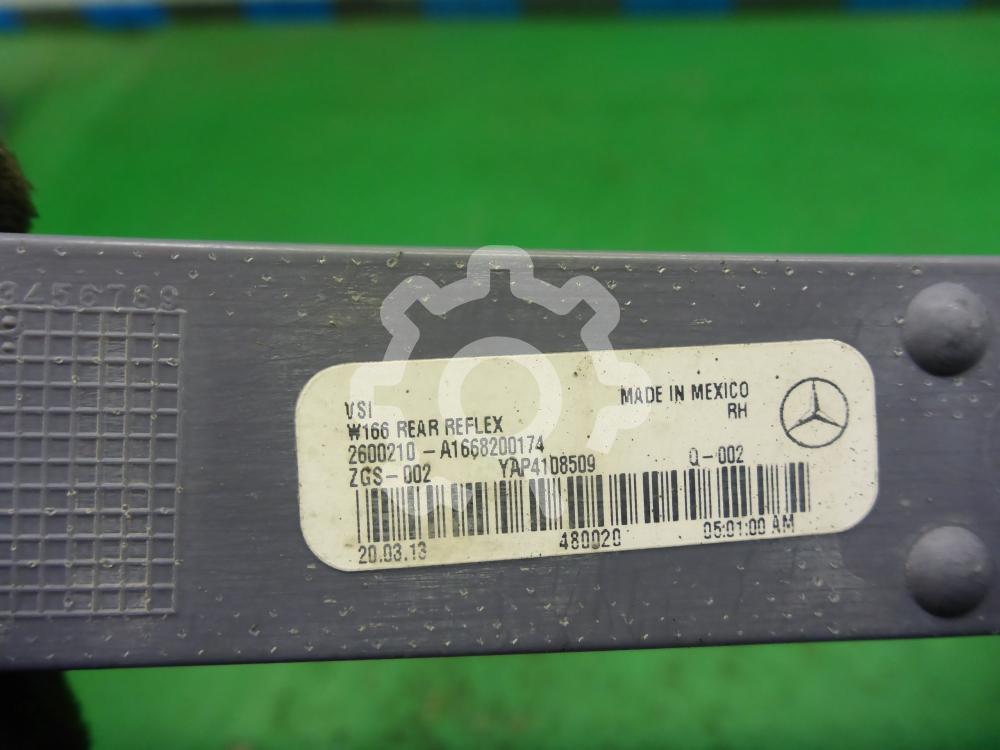 3456789
VSI
MADE IN MEXICO
RH
W166 REAR REFLEX
2600210 -A1668200174
ZGS-002 YAP4108509 Q-002
20.03.13 480020 05:01:00 AM